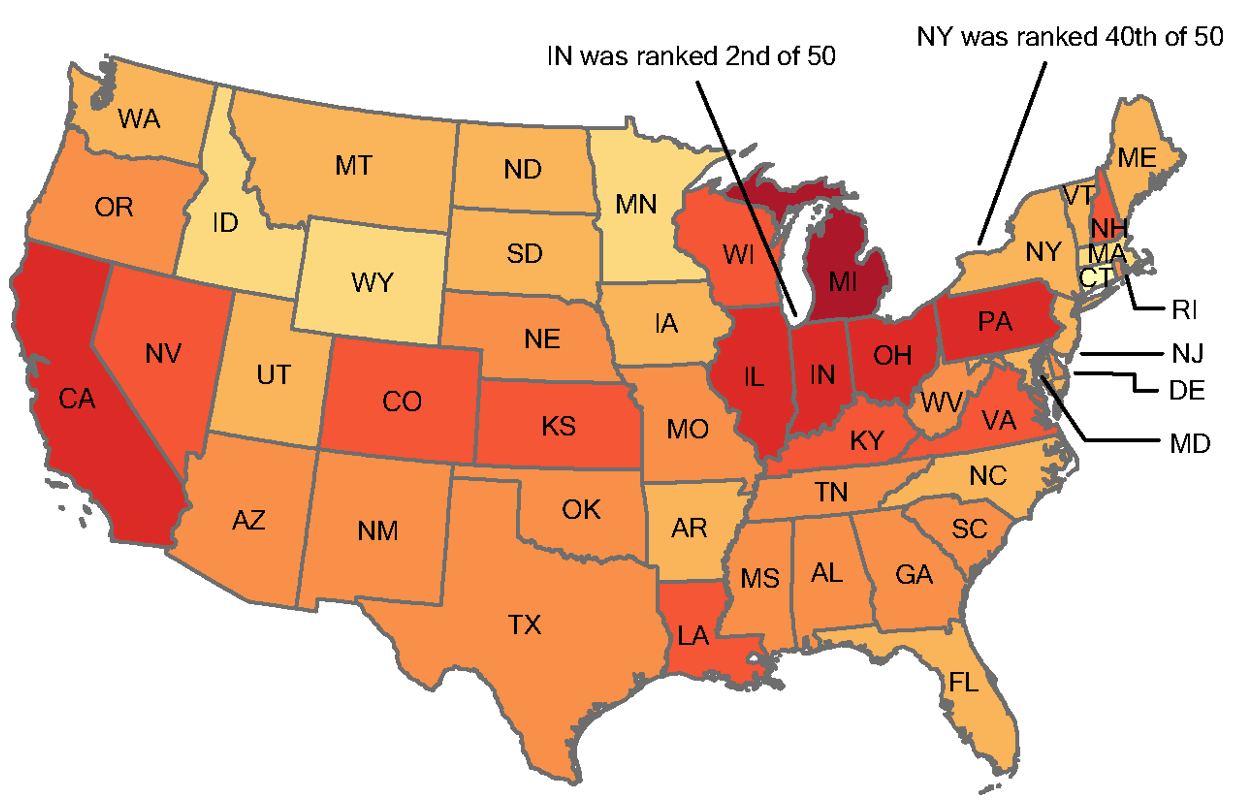 NY was ranked 40th of 50
IN was ranked 2nd of 50
WA
MT
ND
MN
ME
VT
OR
ID
SD
WI
NH
NY
MA
WY
MI
CT
RI
IA
PA
NE
NV
OH
NJ
UT
IL
IN
DE
CA
CO
WV
KS
MO
KY
VA
MD
NC
TN
AZ
OK
NM
AR
SC
MS
AL
GA
TX
LA
FL